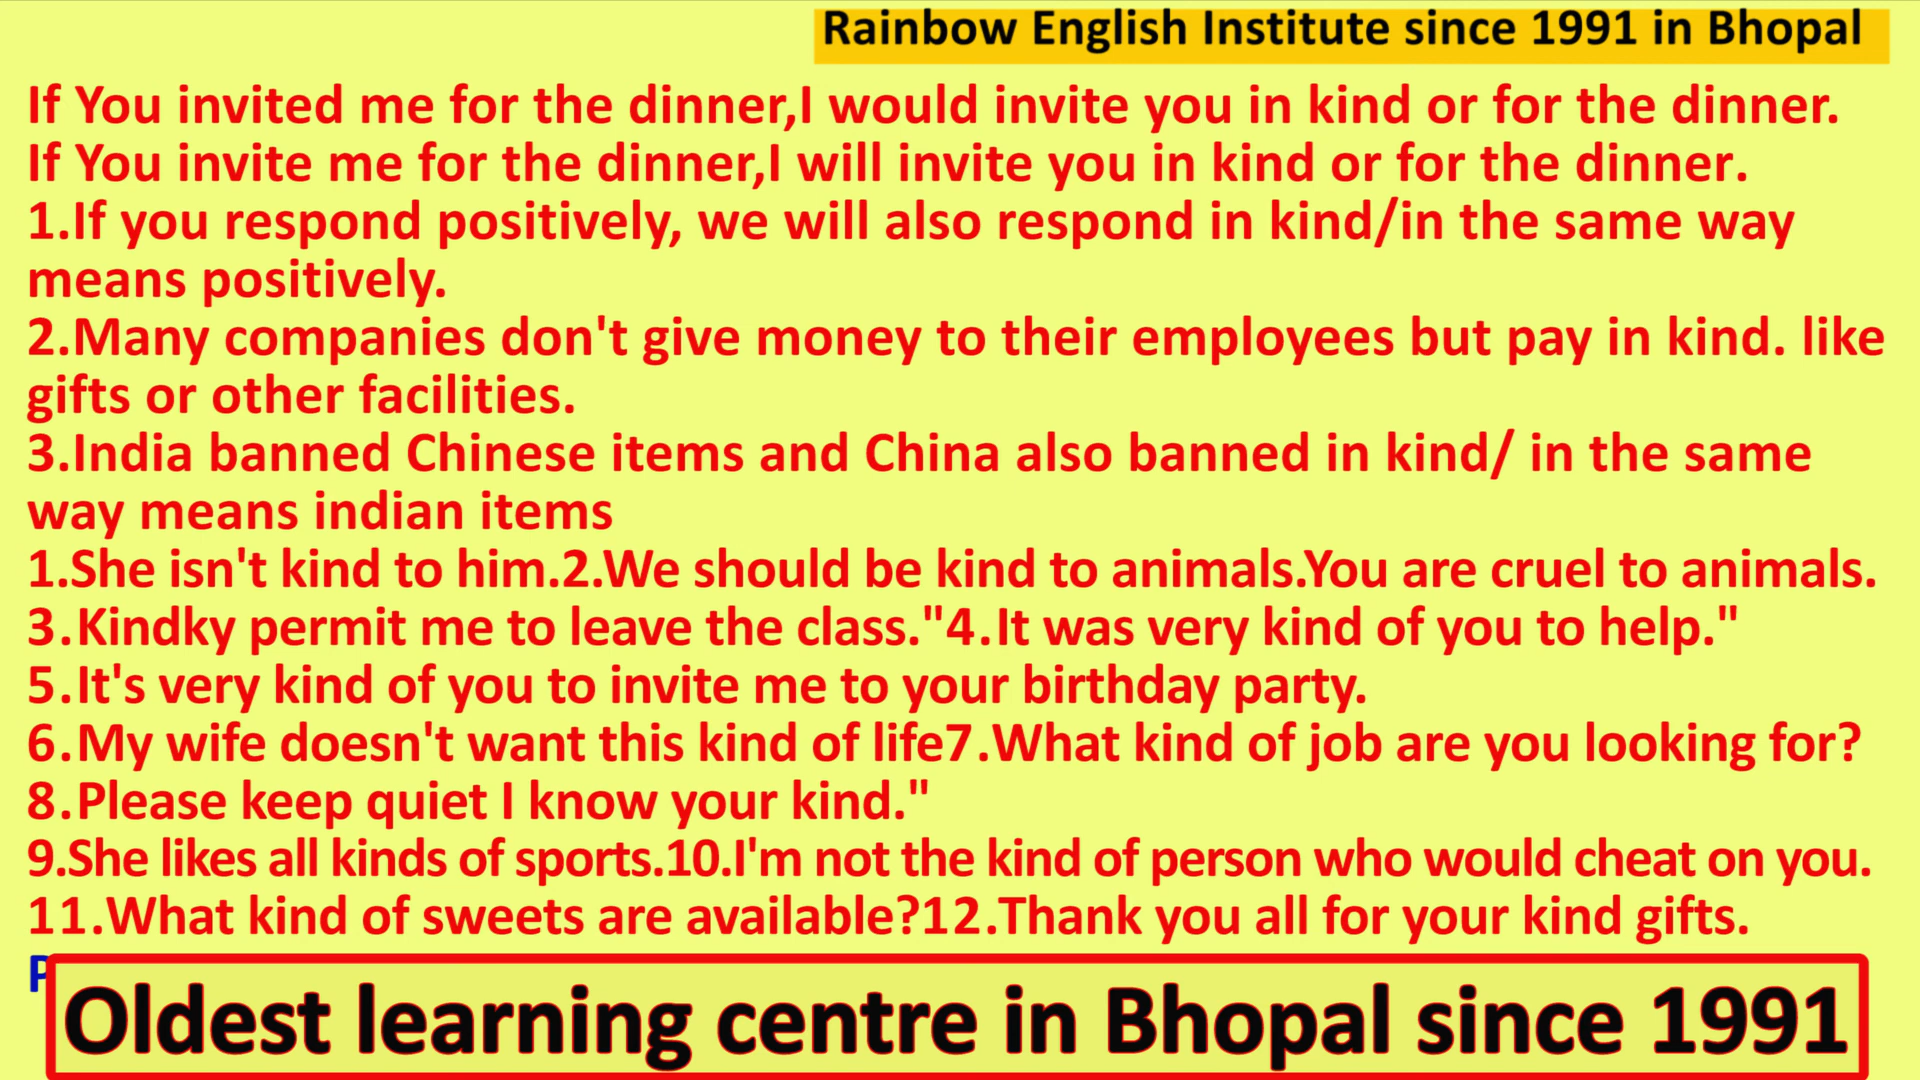 Rainbow English Institute since 1991 in Bhopal
If You invited me for the dinner,I would invite you in kind or for the dinner.
If You invite me for the dinner,I will invite you in kind or for the dinner.
1.If you respond positively, we will also respond in kind/in the same way
means positively.
2.Many companies don't give money to their employees but pay in kind. like
gifts or other facilities.
3.India banned Chinese items and China also banned in kind/ in the same
way means indian items
1.She isn't kind to him.2.We should be kind to animals.You are cruel to animals.
3.Kindky permit me to leave the class."4.It was very kind of you to help."
5.It's very kind of you to invite me to your birthday party.
6.My wife doesn't want this kind of life7.What kind of job are you looking for?
8.Please keep quiet I know your kind."
9.She likes all kinds of sports.10.I'm not the kind of person who would cheat on you.
11.What kind of sweets are available?12.Thank you all for your kind gifts.
Oldest learning centre in Bhopal since 1991